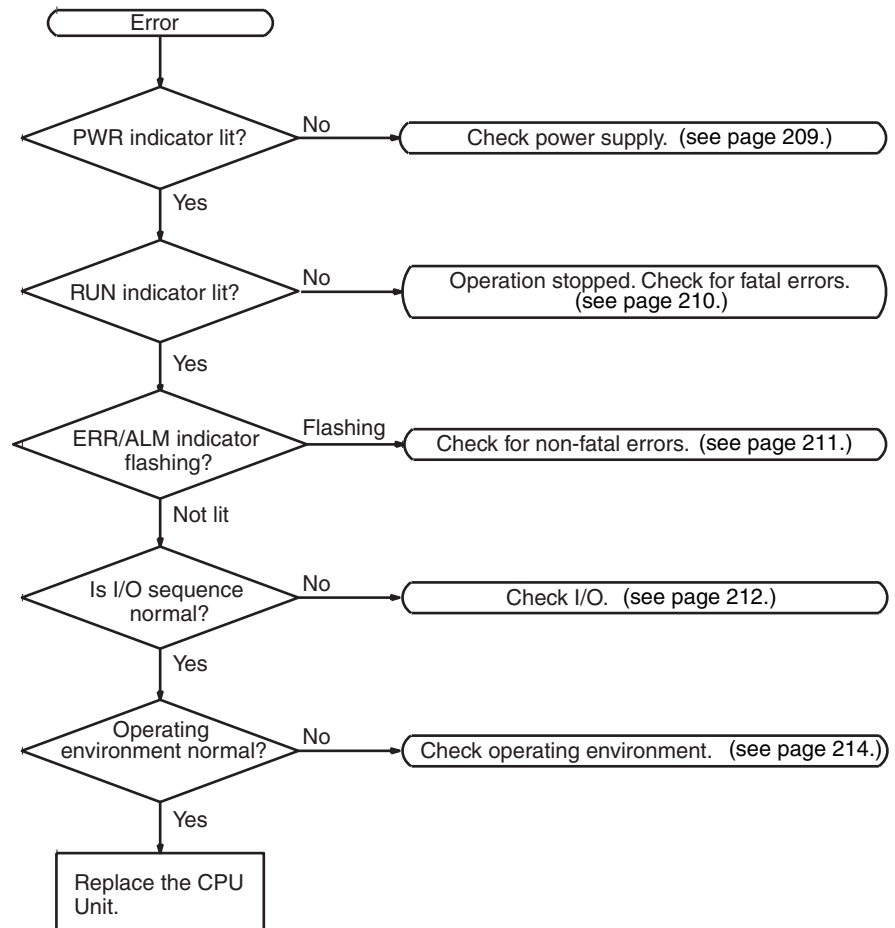 Error
PWR indicator lit?
No
Check power supply. (see page 209.)
Yes
RUN indicator lit?
No
Operation stopped. Check for fatal errors.
(see page 210.)
Yes
ERR/ALM indicator
flashing?
Flashing
Check for non-fatal errors. (see page 211.)
Not lit
Is I/O sequence
normal?
No
Check I/O. (see page 212.)
Yes
Operating
environment normal?
No
Check operating environment. (see page 214.)
Yes
Replace the CPU
Unit.